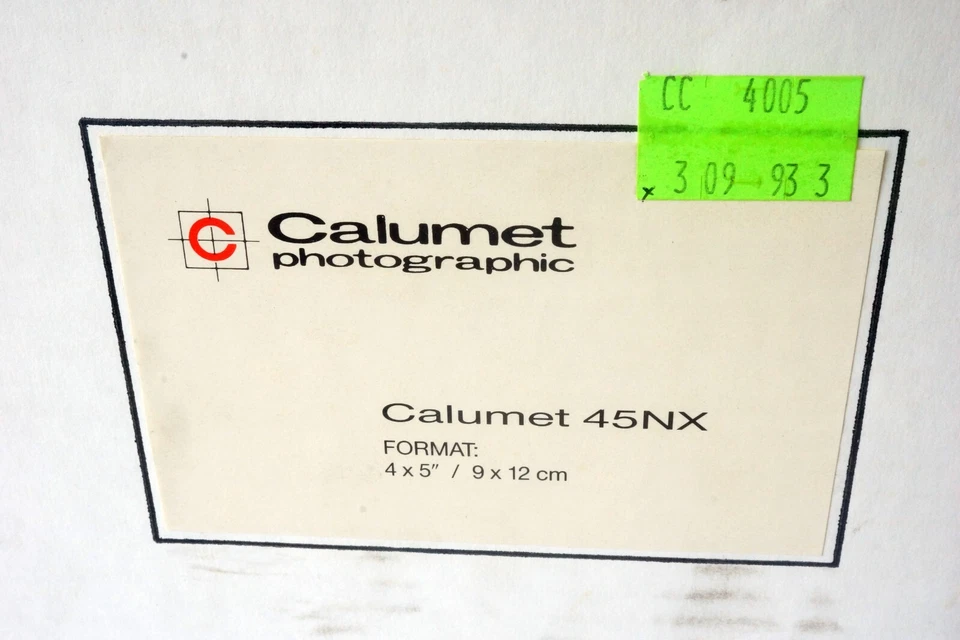 CC 4005
3 09 93 3
C
Calumet
photographic
Calumet 45NX
FORMAT:
4 x 5″ / 9 x 12 cm